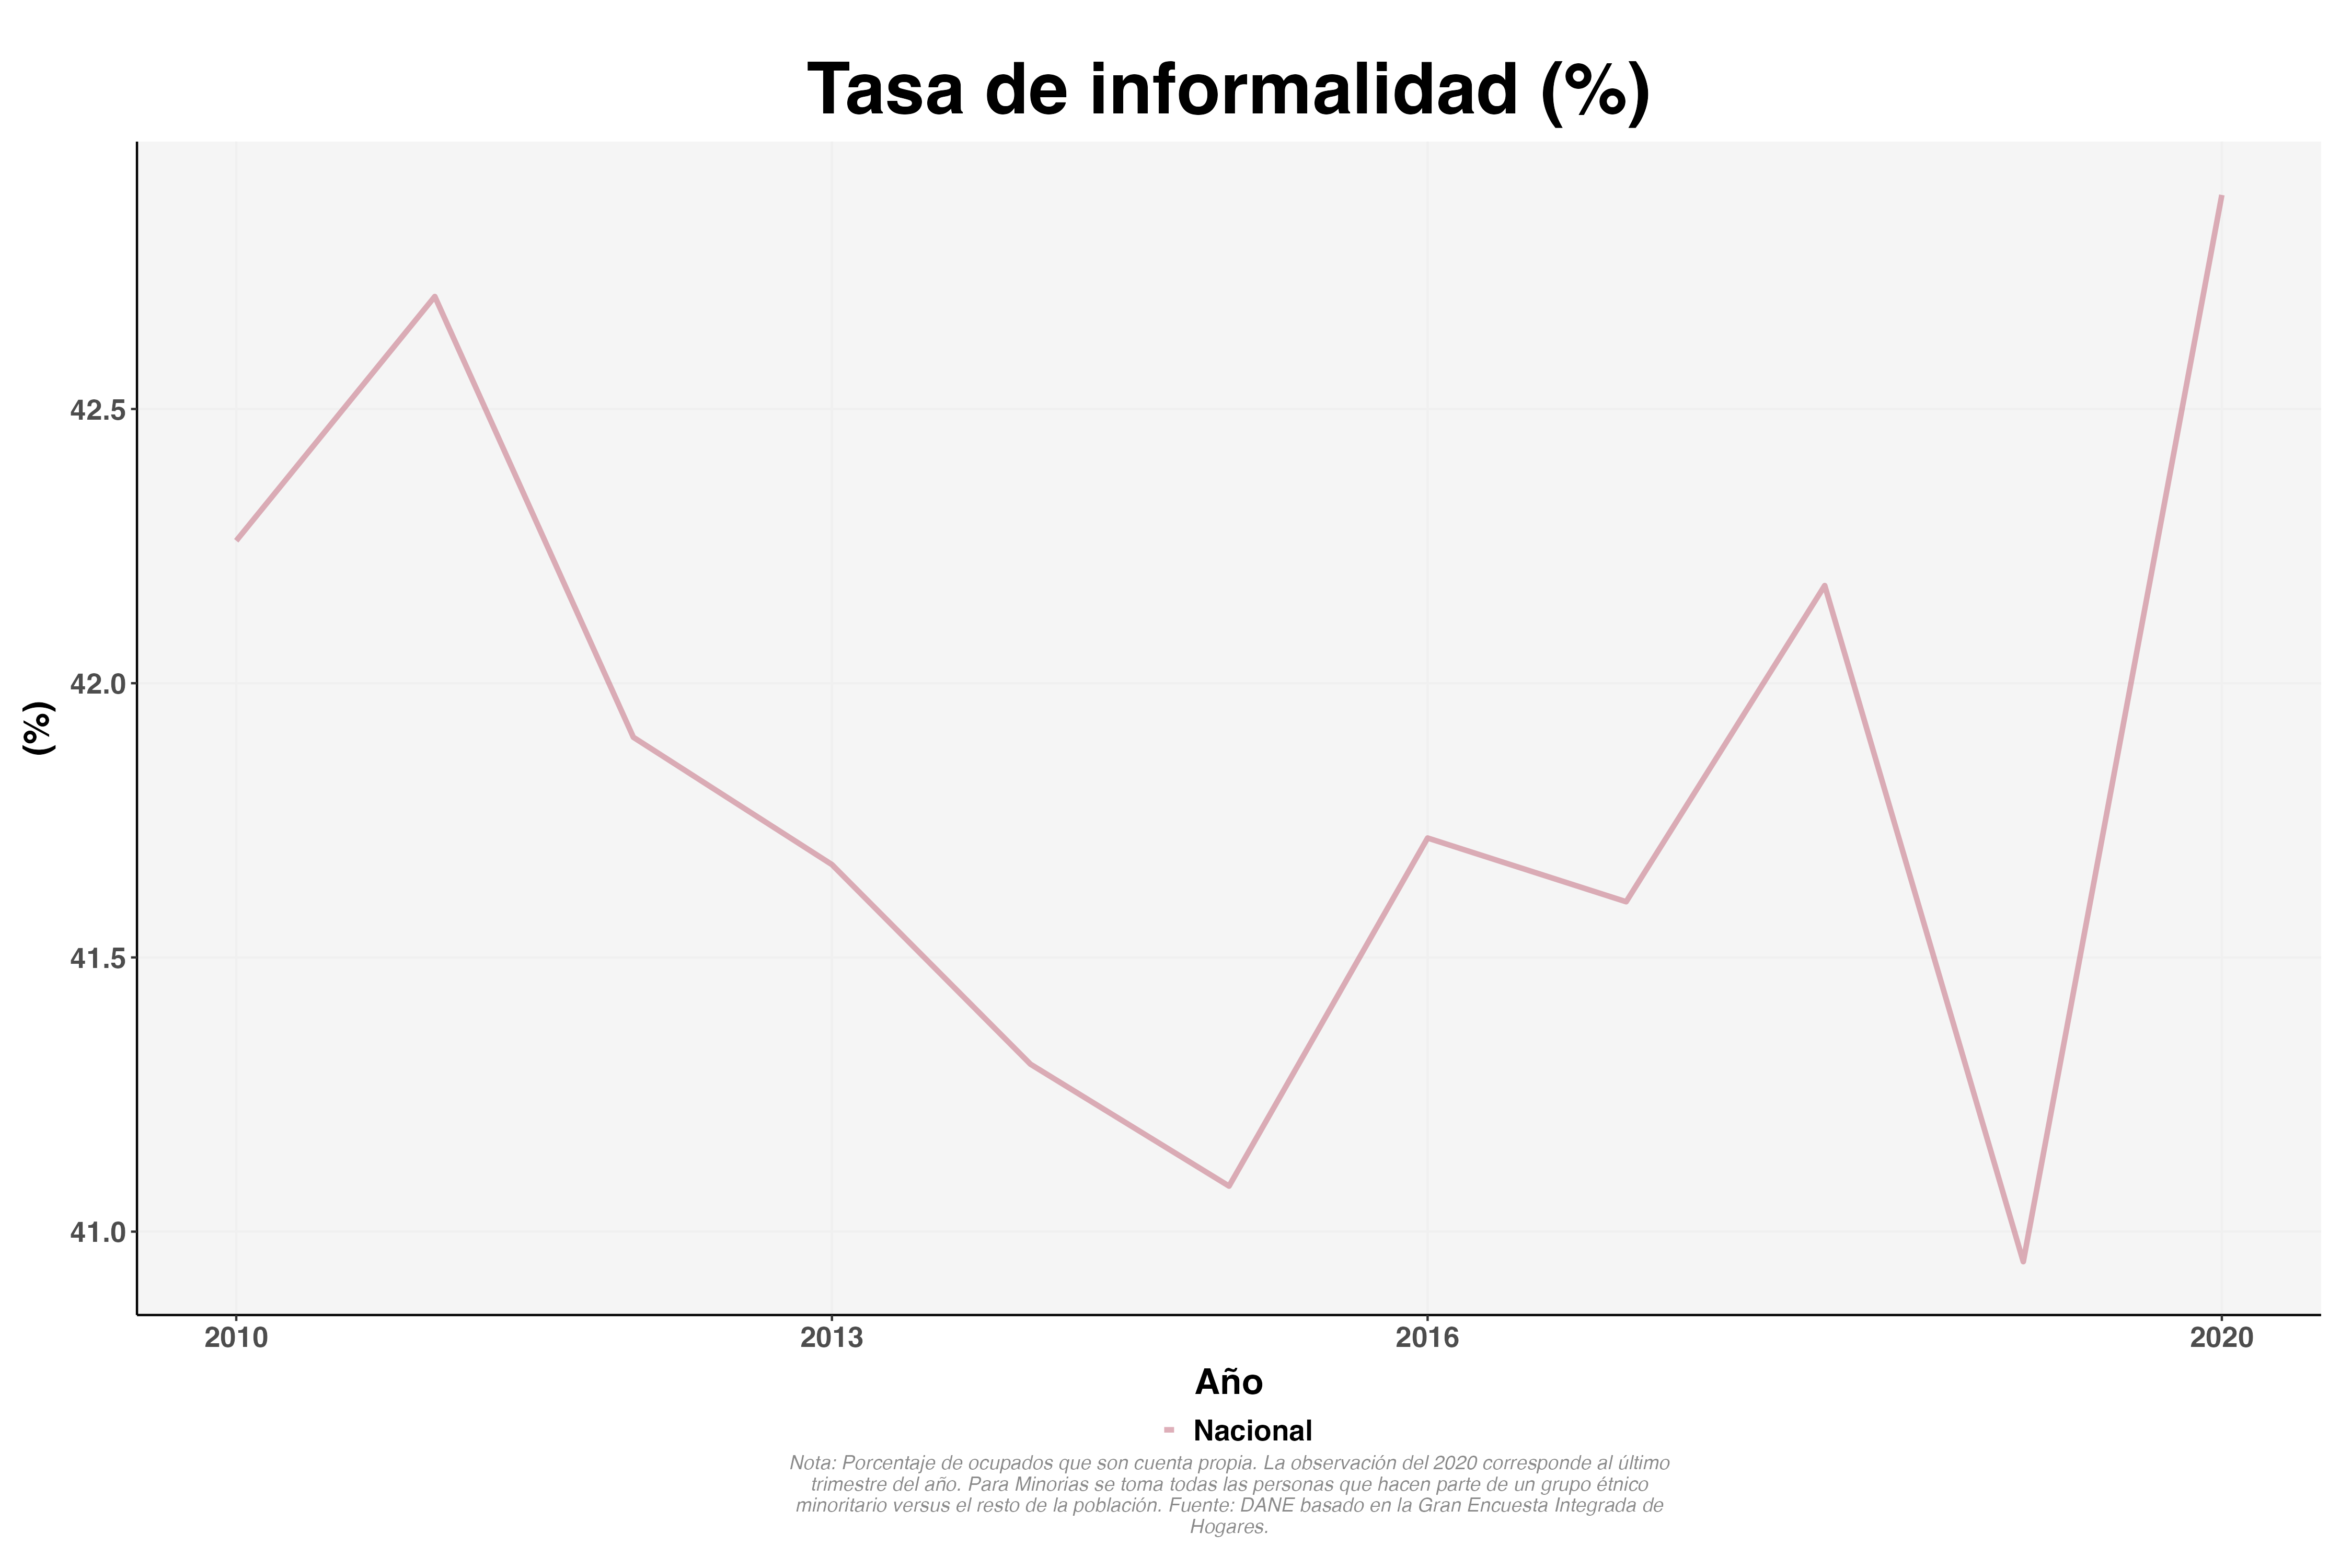 Tasa de informalidad (%)
(%)
42.5
42.0
41.5
41.0
2010 2013 2016 2020
Año
Nacional
Nota: Porcentaje de ocupados que son cuenta propia. La observación del 2020 corresponde al último
trimestre del año. Para Minorias se toma todas las personas que hacen parte de un grupo étnico
minoritario versus el resto de la población. Fuente: DANE basado en la Gran Encuesta Integrada de
Hogares.